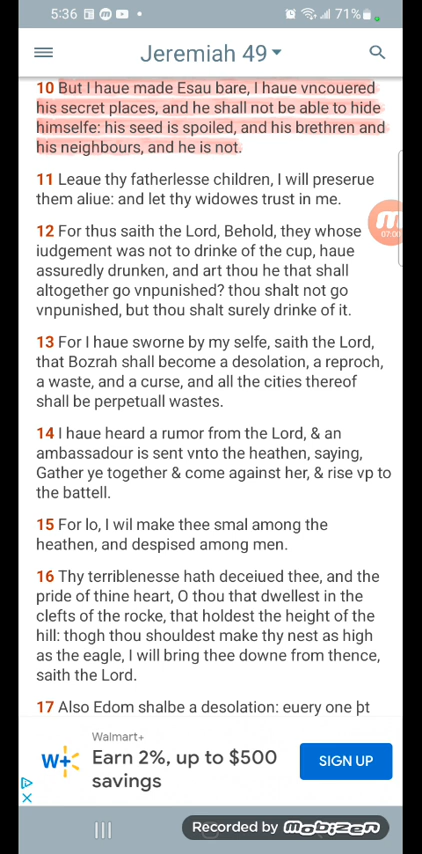 5:36 71%
Jeremiah 49
10 But I haue made Esau bare, I haue vncouered
his secret places, and he shall not be able to hide
himselfe: his seed is spoiled, and his brethren and
his neighbours, and he is not.
11 Leaue thy fatherlesse children, I will preserue
them aliue: and let thy widowes trust in me.
12 For thus saith the Lord, Behold, they whose
iudgement was not to drinke of the cup, haue
assuredly drunken, and art thou he that shall
altogether go vnpunished? thou shalt not go
vnpunished, but thou shalt surely drinke of it.
13 For I haue sworne by my selfe, saith the Lord,
that Bozrah shall become a desolation, a reproch,
a waste, and a curse, and all the cities thereof
shall be perpetuall wastes.
14 I haue heard a rumor from the Lord, & an
ambassadour is sent vnto the heathen, saying,
Gather ye together & come against her, & rise vp to
the battell.
15 For lo, I wil make thee smal among the
heathen, and despised among men.
16 Thy terriblenesse hath deceiued thee, and the
pride of thine heart, O thou that dwellest in the
clefts of the rocke, that holdest the height of the
hill: thogh thou shouldest make thy nest as high
as the eagle, I will bring thee downe from thence,
saith the Lord.
17 Also Edom shalbe a desolation: euery one þt
m
07:00
Walmart+
W+
Earn 2%, up to $500
savings
SIGN UP
Recorded by mobizen